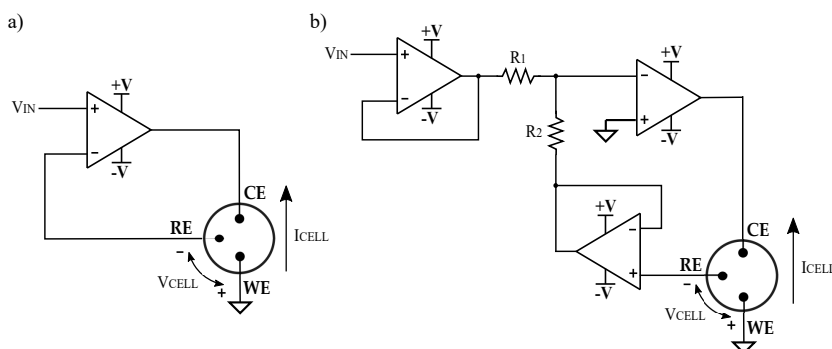 a)
VIN
+
+V
−
-V
CE
RE
ICELL
−
VCELL
+
WE
b)
VIN
+
+V
−
-V
R1
R2
−
+V
+
-V
+V
−
+
-V
CE
RE
ICELL
−
VCELL
+
WE